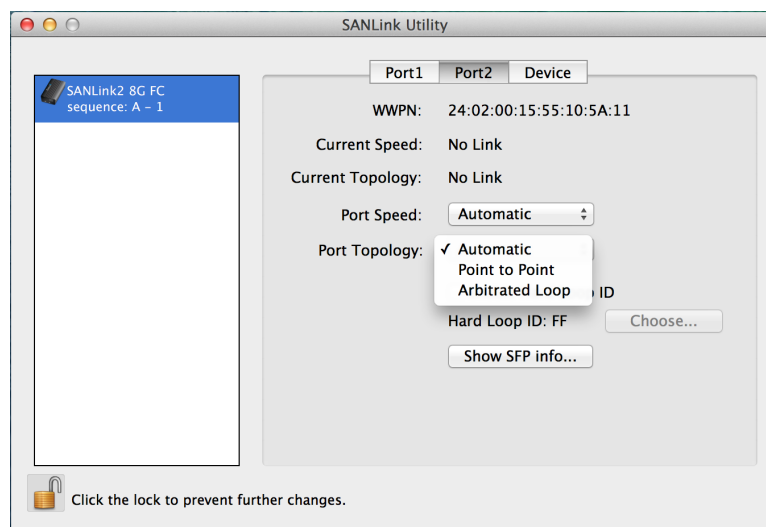 SANLink Utility
SANLink2 8G FC
sequence: A - 1
Port1 Port2 Device
WWPN: 24:02:00:15:55:10:5A:11
Current Speed: No Link
Current Topology: No Link
Port Speed: Automatic
Port Topology: ✓ Automatic
Point to Point
Arbitrated Loop
ID
Hard Loop ID: FF Choose...
Show SFP info...
Click the lock to prevent further changes.